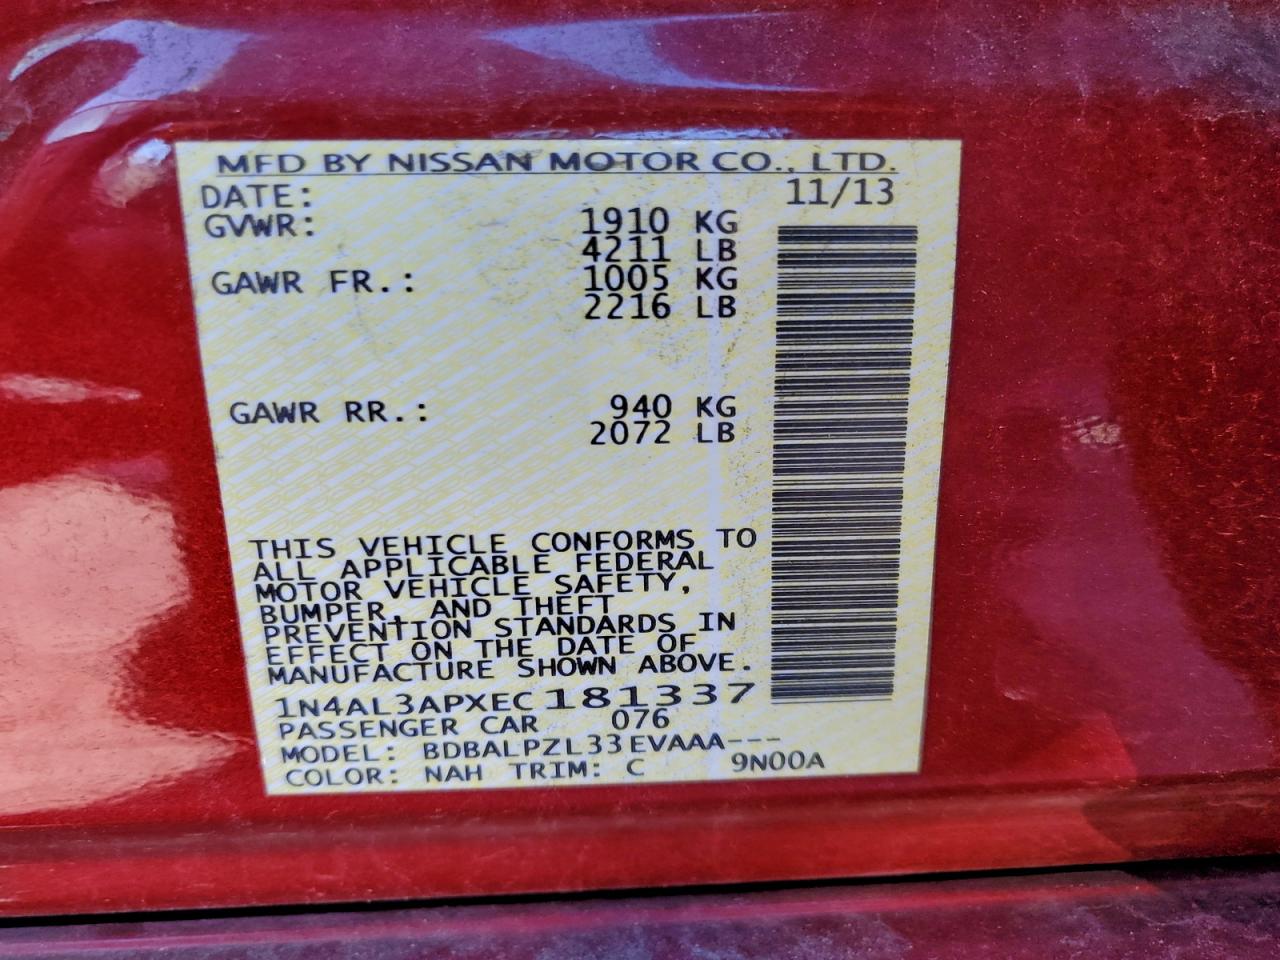 MFD BY NISSAN MOTOR CO., LTD.
DATE: 11/13
GVWR: 1910 KG
4211 LB
GAWR FR.: 1005 KG
2216 LB
GAWR RR.: 940 KG
2072 LB
THIS VEHICLE CONFORMS TO
ALL APPLICABLE FEDERAL
MOTOR VEHICLE SAFETY,
BUMPER, AND THEFT
PREVENTION STANDARDS IN
EFFECT ON THE DATE OF
MANUFACTURE SHOWN ABOVE.
1N4AL3APXEC181337
PASSENGER CAR 076
MODEL: BDBALPZL33EVAAA---
COLOR: NAH TRIM: C 9N00A